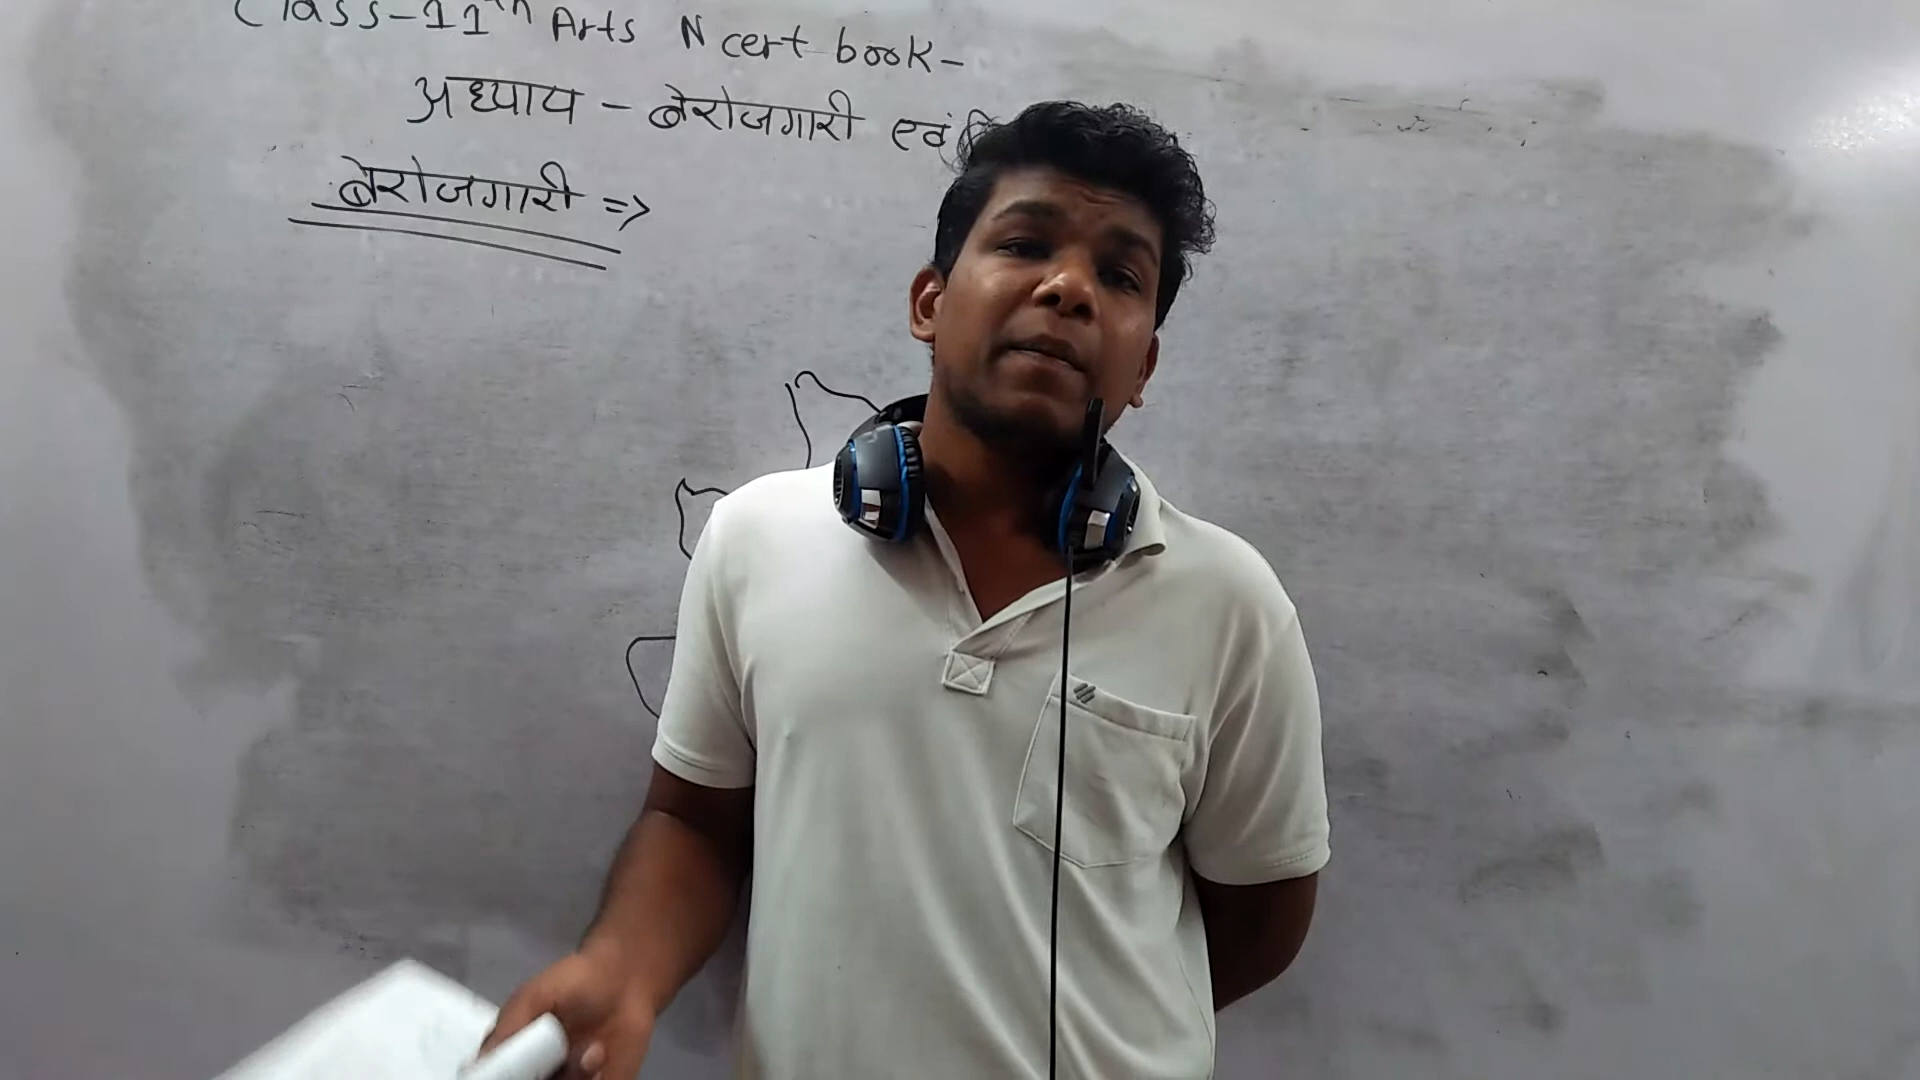 Class-11th Arts Ncert book-
अध्याय - बेरोजगारी एवं
बेरोजगारी =>